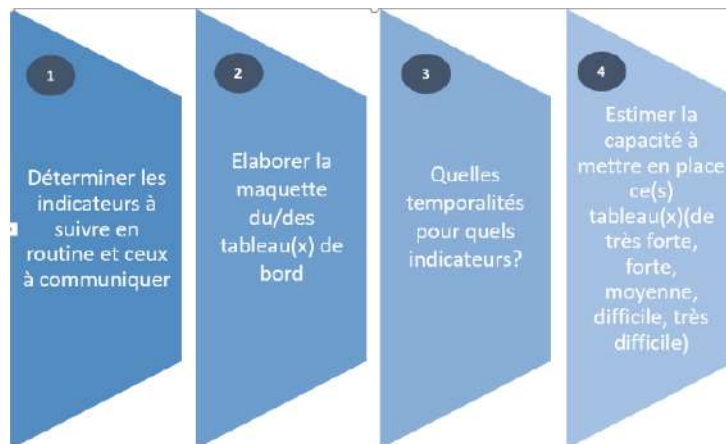 1
Déterminer les
indicateurs à
suivre en
routine et ceux
à communiquer
2
Elaborer la
maquette
du/des
tableau(x) de
bord
3
Quelles
temporalités
pour quels
indicateurs?
4
Estimer la
capacité à
mettre en place
ce(s)
tableau(x)(de
très forte,
forte,
moyenne,
difficile, très
difficile)